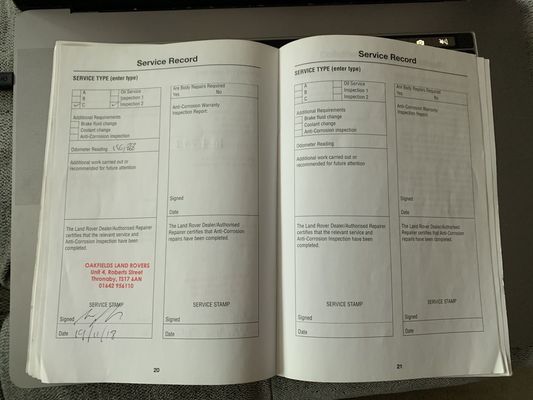 Service Record
SERVICE TYPE (enter type)
A Oil Service
B Inspection 1
C Inspection 2
Additional Requirements
Brake fluid change
Coolant change
Anti-Corrosion inspection
Odometer Reading
Additional work carried out or
recommended for future attention
The Land Rover Dealer/Authorised Repairer
certifies that the relevant service and
Anti-Corrosion Inspection have been
completed.
OAKFIELDS LAND ROVERS
Unit 4, Roberts Street
Thronaby, TS17 6AN
01642 956110
SERVICE STAMP
Signed
Date 19/11/18
Are Body Repairs Required
Yes No
Anti-Corrosion Warranty
Inspection Report:
Signed
Date
The Land Rover Dealer/Authorised
Repairer certifies that Anti-Corrosion
repairs have been completed.
SERVICE STAMP
Signed
Date
20
Service Record
SERVICE TYPE (enter type)
A Oil Service
B Inspection 1
C Inspection 2
Additional Requirements
Brake fluid change
Coolant change
Anti-Corrosion inspection
Odometer Reading
Additional work carried out or
recommended for future attention
The Land Rover Dealer/Authorised Repairer
certifies that the relevant service and
Anti-Corrosion Inspection have been
completed.
SERVICE STAMP
Signed
Date
Are Body Repairs Required
Yes No
Anti-Corrosion Warranty
Inspection Report:
Signed
Date
The Land Rover Dealer/Authorised
Repairer certifies that Anti-Corrosion
repairs have been completed.
SERVICE STAMP
Signed
Date
21